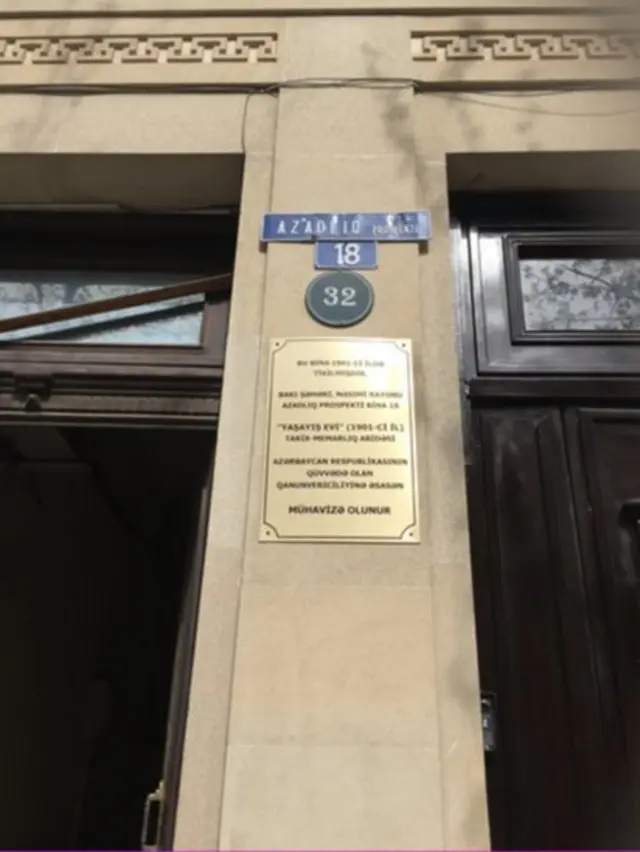 AZADLIQ PROSPEKTİ
18
32
BU BİNA 1901-Cİ İLDƏ
TİKİLMİŞDİR.
BAKI ŞƏHƏRİ, NƏSİMİ RAYONU
AZADLIQ PROSPEKTİ BİNA 18
"YAŞAYIŞ EVİ" (1901-Cİ İL)
TARİX-MEMARLIQ ABİDƏSİ
AZƏRBAYCAN RESPUBLİKASININ
QÜVVƏDƏ OLAN
QANUNVERİCİLİYİNƏ ƏSASƏN
MÜHAVİZƏ OLUNUR